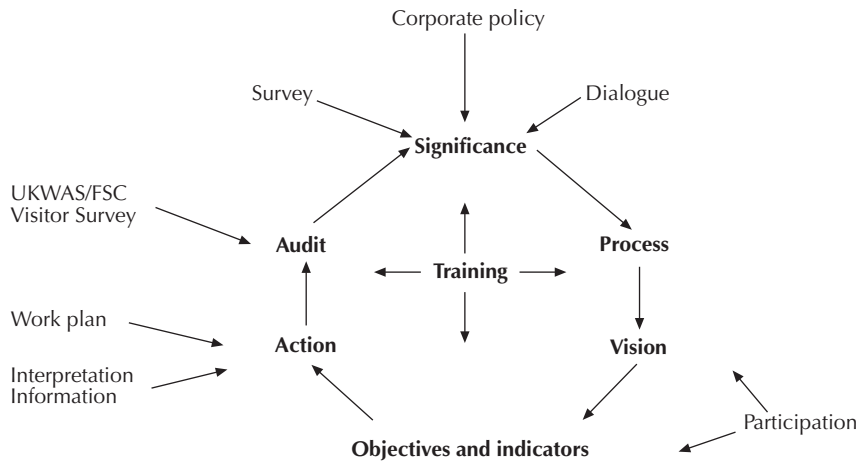 Corporate policy
Survey
Dialogue
Significance
UKWAS/FSC
Visitor Survey
Audit
Process
Training
Work plan
Action
Vision
Interpretation
Information
Participation
Objectives and indicators